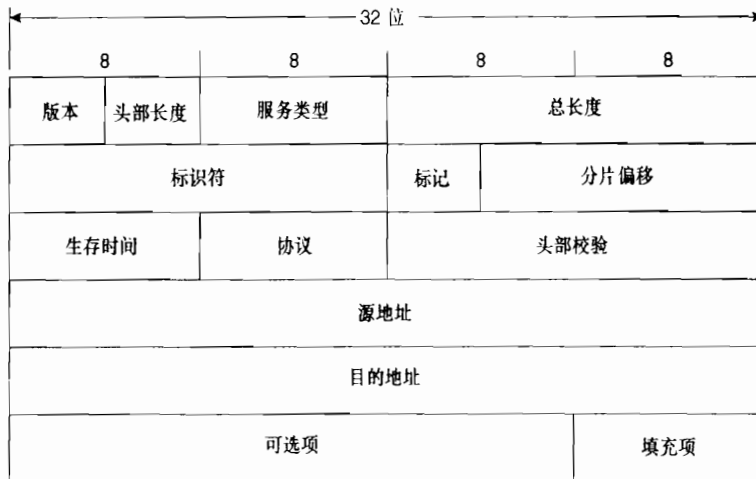 32 位
8 8 8 8
版本 头部长度 服务类型 总长度
标识符 标记 分片偏移
生存时间 协议 头部校验
源地址
目的地址
可选项 填充项